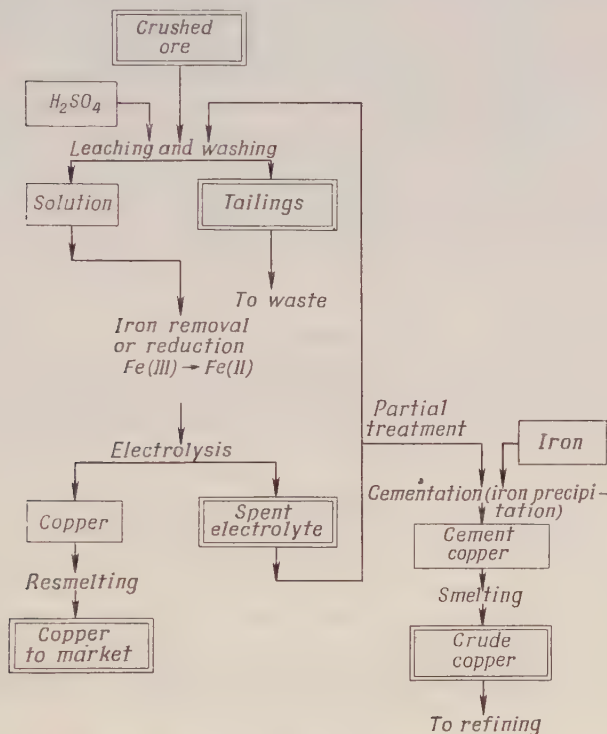 Crushed
ore
H₂SO₄
Leaching and washing
Solution
Tailings
To waste
Iron removal
or reduction
Fe(III) → Fe(II)
Partial
treatment
Iron
Electrolysis
Cementation (iron precipi-
tation)
Copper
Spent
electrolyte
Cement
copper
Resmelting
Smelting
Copper
to market
Crude
copper
To refining